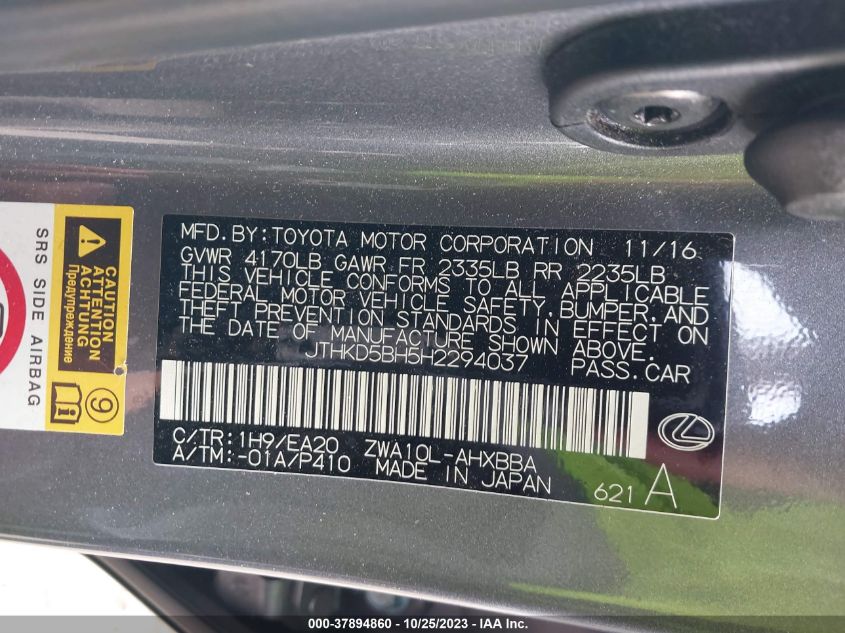 SRS SIDE AIRBAG
CAUTION
ATTENTION
ACHTUNG
Предупреждение
9
MFD. BY: TOYOTA MOTOR CORPORATION 11/16
GVWR 4170LB GAWR FR 2335LB RR 2235LB
THIS VEHICLE CONFORMS TO ALL APPLICABLE
FEDERAL MOTOR VEHICLE SAFETY, BUMPER, AND
THEFT PREVENTION STANDARDS IN EFFECT ON
THE DATE OF MANUFACTURE SHOWN ABOVE.
JTHKD5BH5H2294037 PASS.CAR
C/TR:1H9/EA20 ZWA10L-AHXBBA
A/TM:-01A/P410 MADE IN JAPAN
621 A
000-37894860 - 10/25/2023 - IAAI Inc.